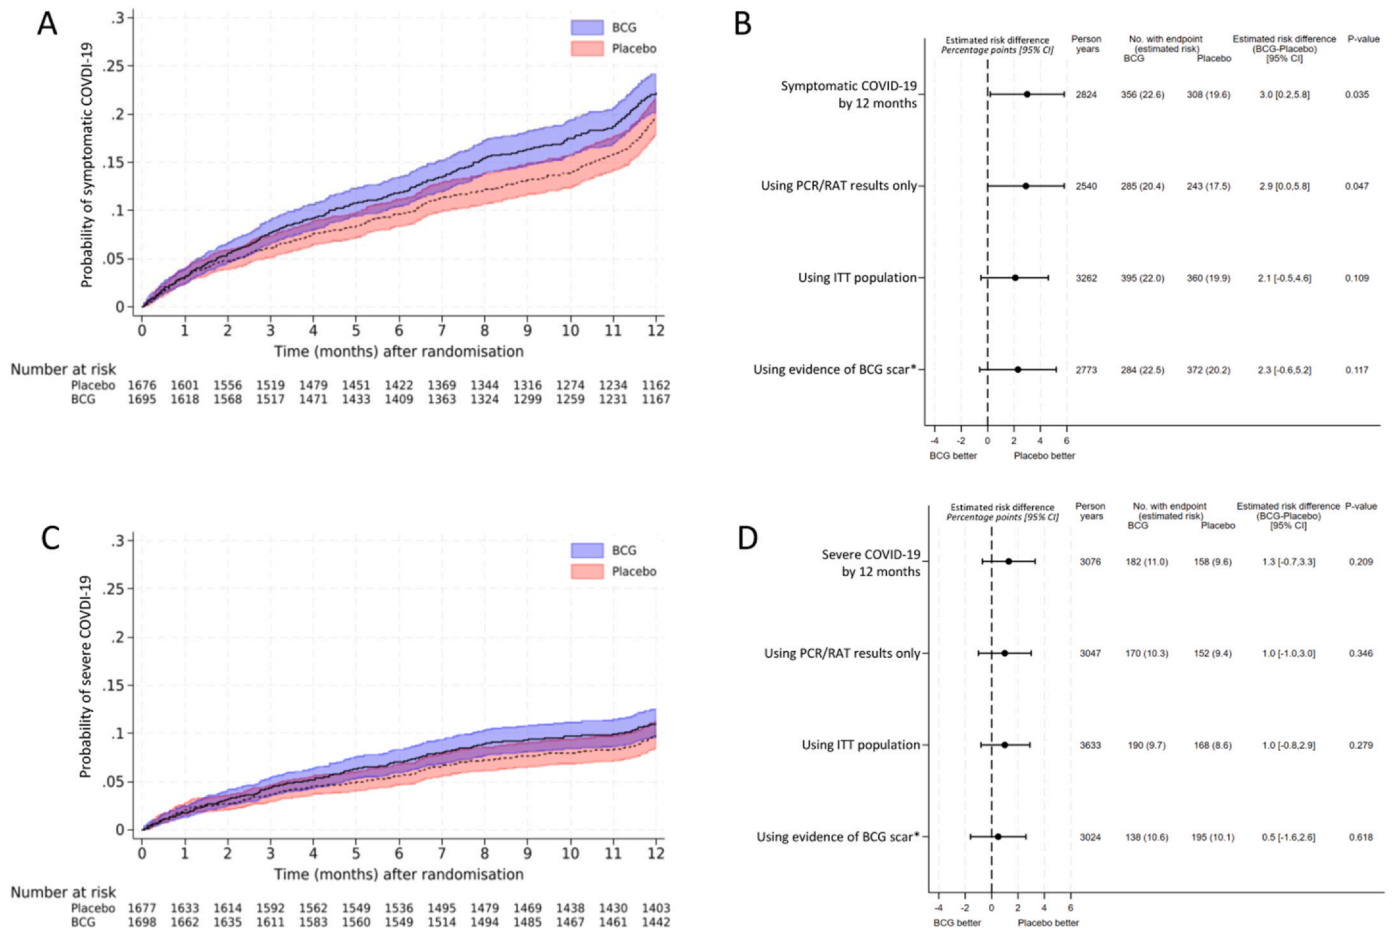 A
.3
.25
.2
.15
.1
.05
0
Probability of symptomatic COVDI-19
BCG
Placebo
0 1 2 3 4 5 6 7 8 9 10 11 12
Time (months) after randomisation
Number at risk
Placebo 1676 1601 1556 1519 1479 1451 1422 1369 1344 1316 1274 1234 1162
BCG 1695 1618 1568 1517 1471 1433 1409 1363 1324 1299 1259 1231 1167
B
Estimated risk difference Person No. with endpoint Estimated risk difference P-value
Percentage points [95% CI] years (estimated risk) (BCG-Placebo)
BCG Placebo [95% CI]
Symptomatic COVID-19
by 12 months
2824 356 (22.6) 308 (19.6) 3.0 [0.2,5.8] 0.035
Using PCR/RAT results only 2540 285 (20.4) 243 (17.5) 2.9 [0.0,5.8] 0.047
Using ITT population 3262 395 (22.0) 360 (19.9) 2.1 [-0.5,4.6] 0.109
Using evidence of BCG scar* 2773 284 (22.5) 372 (20.2) 2.3 [-0.6,5.2] 0.117
-4 -2 0 2 4 6
BCG better Placebo better
C
.3
.25
.2
.15
.1
.05
0
Probability of severe COVDI-19
BCG
Placebo
0 1 2 3 4 5 6 7 8 9 10 11 12
Time (months) after randomisation
Number at risk
Placebo 1677 1633 1614 1592 1562 1549 1536 1495 1479 1469 1438 1430 1403
BCG 1698 1662 1635 1611 1583 1560 1549 1514 1494 1485 1467 1461 1442
D
Estimated risk difference Person No. with endpoint Estimated risk difference P-value
Percentage points [95% CI] years (estimated risk) (BCG-Placebo)
BCG Placebo [95% CI]
Severe COVID-19
by 12 months
3076 182 (11.0) 158 (9.6) 1.3 [-0.7,3.3] 0.209
Using PCR/RAT results only 3047 170 (10.3) 152 (9.4) 1.0 [-1.0,3.0] 0.346
Using ITT population 3633 190 (9.7) 168 (8.6) 1.0 [-0.8,2.9] 0.279
Using evidence of BCG scar* 3024 138 (10.6) 195 (10.1) 0.5 [-1.6,2.6] 0.618
-4 -2 0 2 4 6
BCG better Placebo better